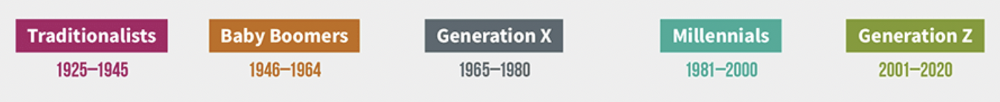 Traditionalists Baby Boomers Generation X Millennials Generation Z
1925–1945 1946–1964 1965–1980 1981–2000 2001–2020